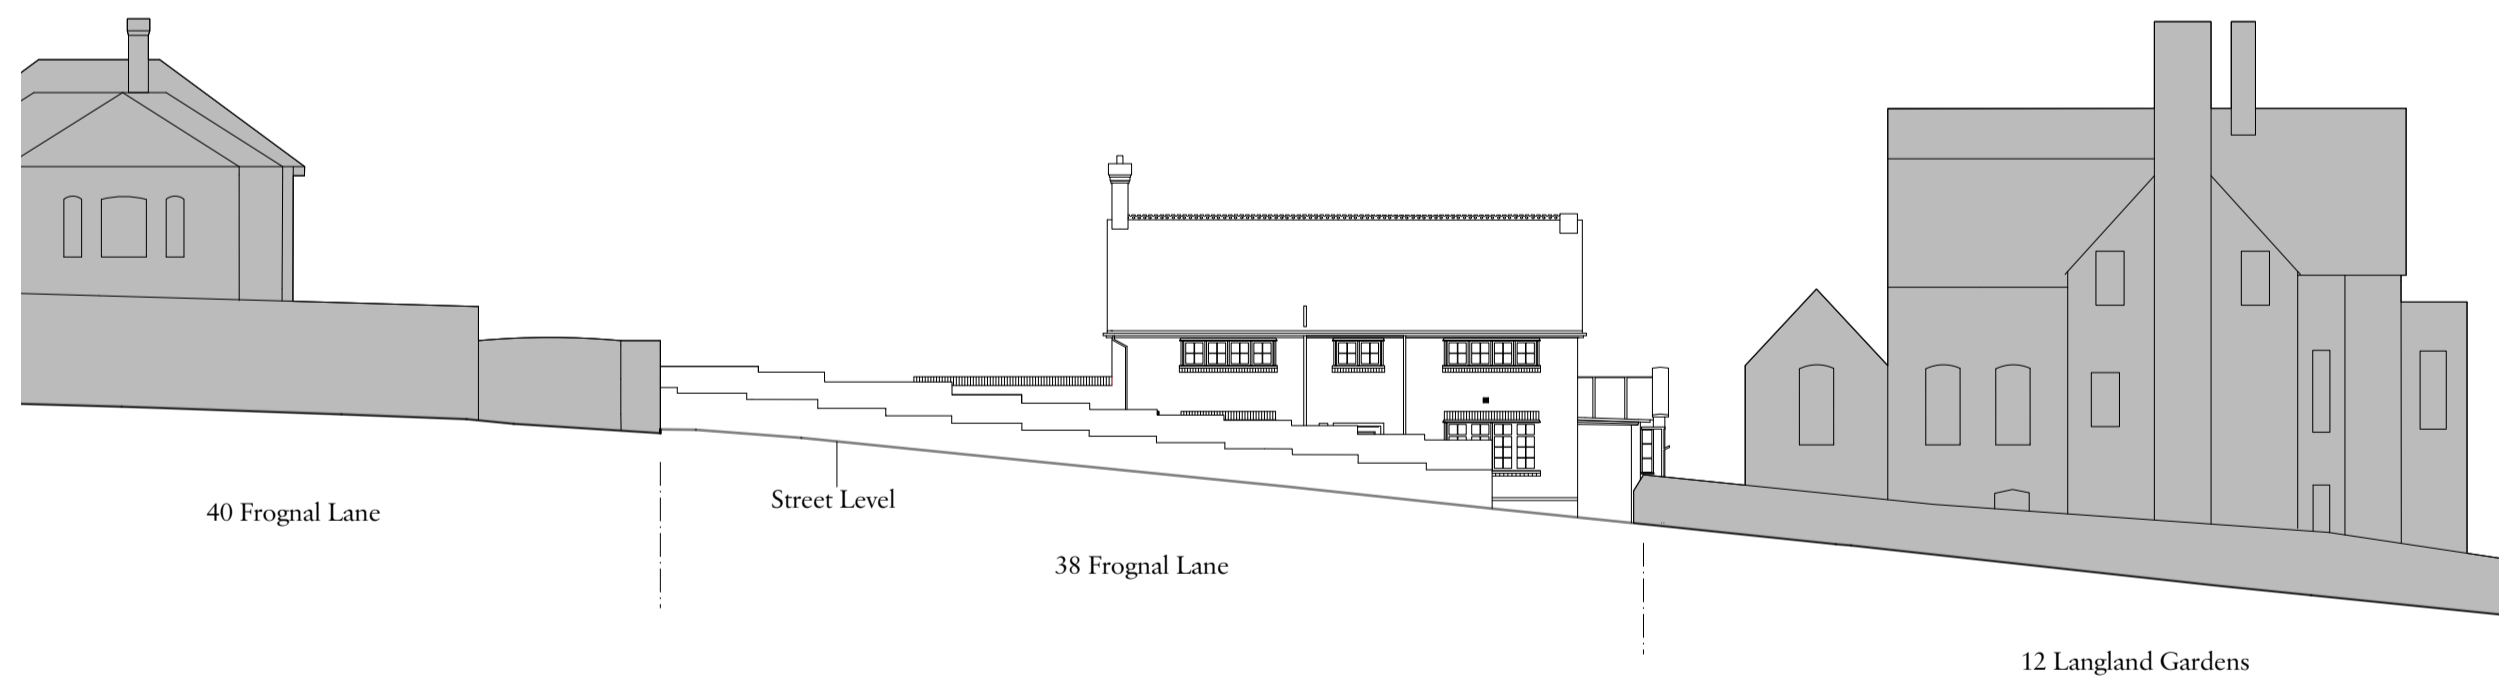 40 Frognal Lane
Street Level
38 Frognal Lane
12 Langland Gardens